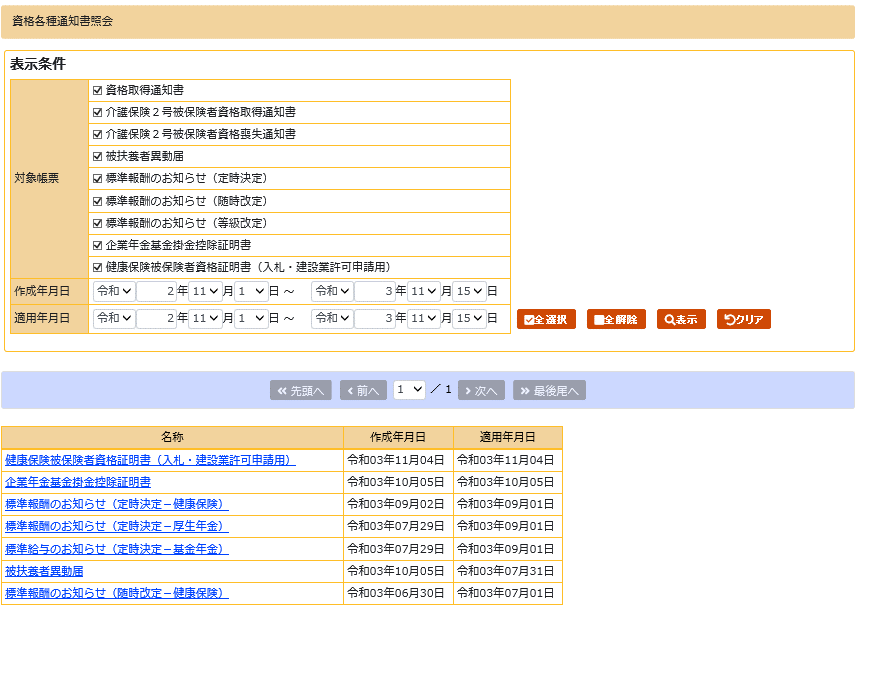 資格各種通知書照会
表示条件
対象帳票
資格取得通知書
介護保険２号被保険者資格取得通知書
介護保険２号被保険者資格喪失通知書
被扶養者異動届
標準報酬のお知らせ（定時決定）
標準報酬のお知らせ（随時改定）
標準報酬のお知らせ（等級改定）
企業年金基金掛金控除証明書
健康保険被保険者資格証明書（入札・建設業許可申請用）
作成年月日 令和 2 年 11 月 1 日 ～ 令和 3 年 11 月 15 日
適用年月日 令和 2 年 11 月 1 日 ～ 令和 3 年 11 月 15 日 全選択 全解除 表示 クリア
先頭へ 前へ 1 ／ 1 次へ 最後尾へ
名称 作成年月日 適用年月日
健康保険被保険者資格証明書（入札・建設業許可申請用） 令和03年11月04日 令和03年11月04日
企業年金基金掛金控除証明書 令和03年10月05日 令和03年10月05日
標準報酬のお知らせ（定時決定－健康保険） 令和03年09月02日 令和03年09月01日
標準報酬のお知らせ（定時決定－厚生年金） 令和03年07月29日 令和03年09月01日
標準給与のお知らせ（定時決定－基金年金） 令和03年07月29日 令和03年09月01日
被扶養者異動届 令和03年10月05日 令和03年07月31日
標準報酬のお知らせ（随時改定－健康保険） 令和03年06月30日 令和03年07月01日